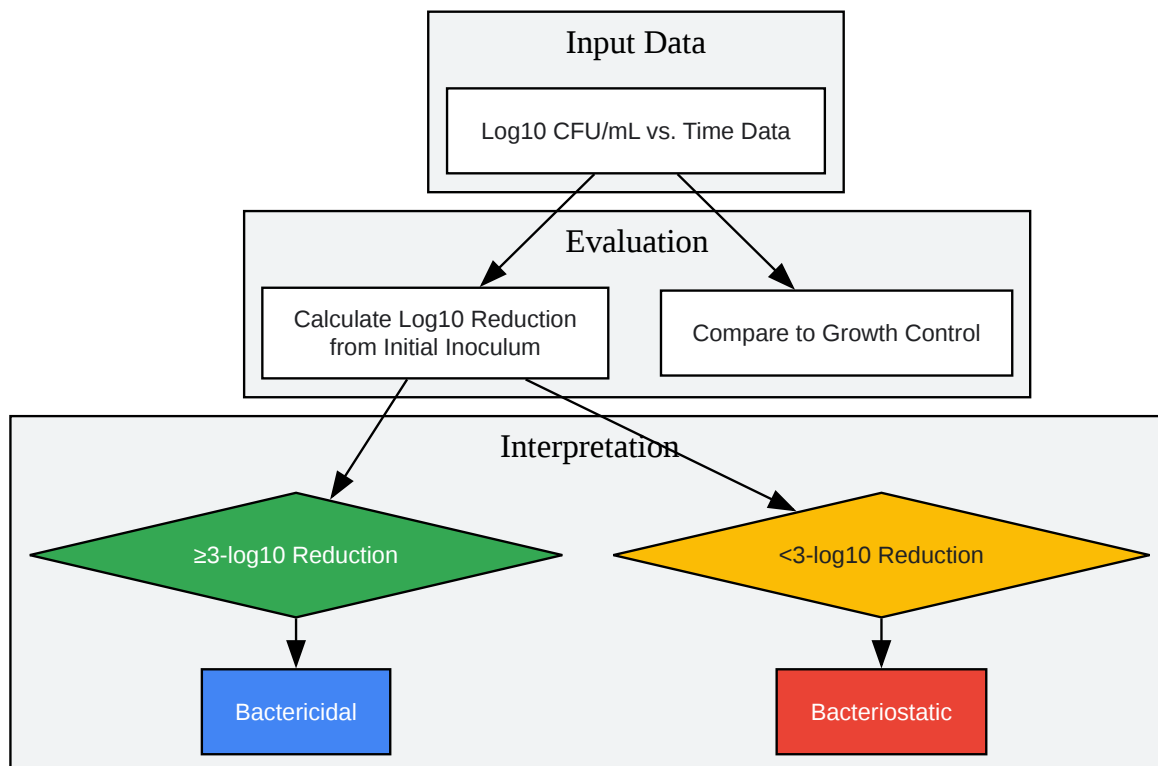 Input Data
Log10 CFU/mL vs. Time Data
Evaluation
Calculate Log10 Reduction
from Initial Inoculum
Compare to Growth Control
Interpretation
≥3-log10 Reduction
<3-log10 Reduction
Bactericidal
Bacteriostatic